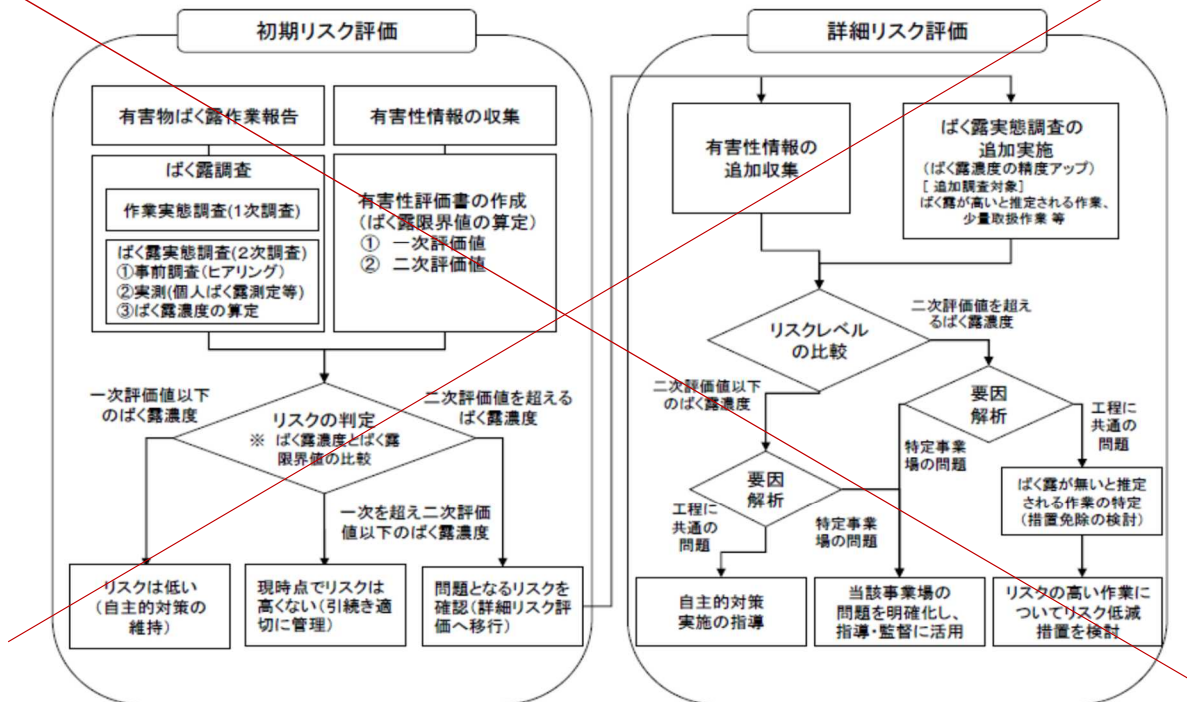 初期リスク評価
有害物ばく露作業報告
有害性情報の収集
ばく露調査
作業実態調査(1次調査)
ばく露実態調査(2次調査)
①事前調査(ヒアリング)
②実測(個人ばく露測定等)
③ばく露濃度の算定
有害性評価書の作成
(ばく露限界値の算定)
① 一次評価値
② 二次評価値
一次評価値以下
のばく露濃度
二次評価値を超える
ばく露濃度
リスクの判定
※ ばく露濃度とばく露
限界値の比較
一次を超え二次評価
値以下のばく露濃度
リスクは低い
(自主的対策の
維持)
現時点でリスクは
高くない(引続き適
切に管理)
問題となるリスクを
確認(詳細リスク評
価へ移行)
詳細リスク評価
有害性情報の
追加収集
ばく露実態調査の
追加実施
(ばく露濃度の精度アップ)
[ 追加調査対象]
ばく露が高いと推定される作業、
少量取扱作業 等
リスクレベル
の比較
二次評価値を超え
るばく露濃度
二次評価値以下
のばく露濃度
要因
解析
工程に
共通の
問題
特定事業
場の問題
要因
解析
工程に
共通の
問題
特定事業
場の問題
ばく露が無いと推定
される作業の特定
(措置免除の検討)
自主的対策
実施の指導
当該事業場の
問題を明確化し、
指導・監督に活用
リスクの高い作業に
ついてリスク低減
措置を検討